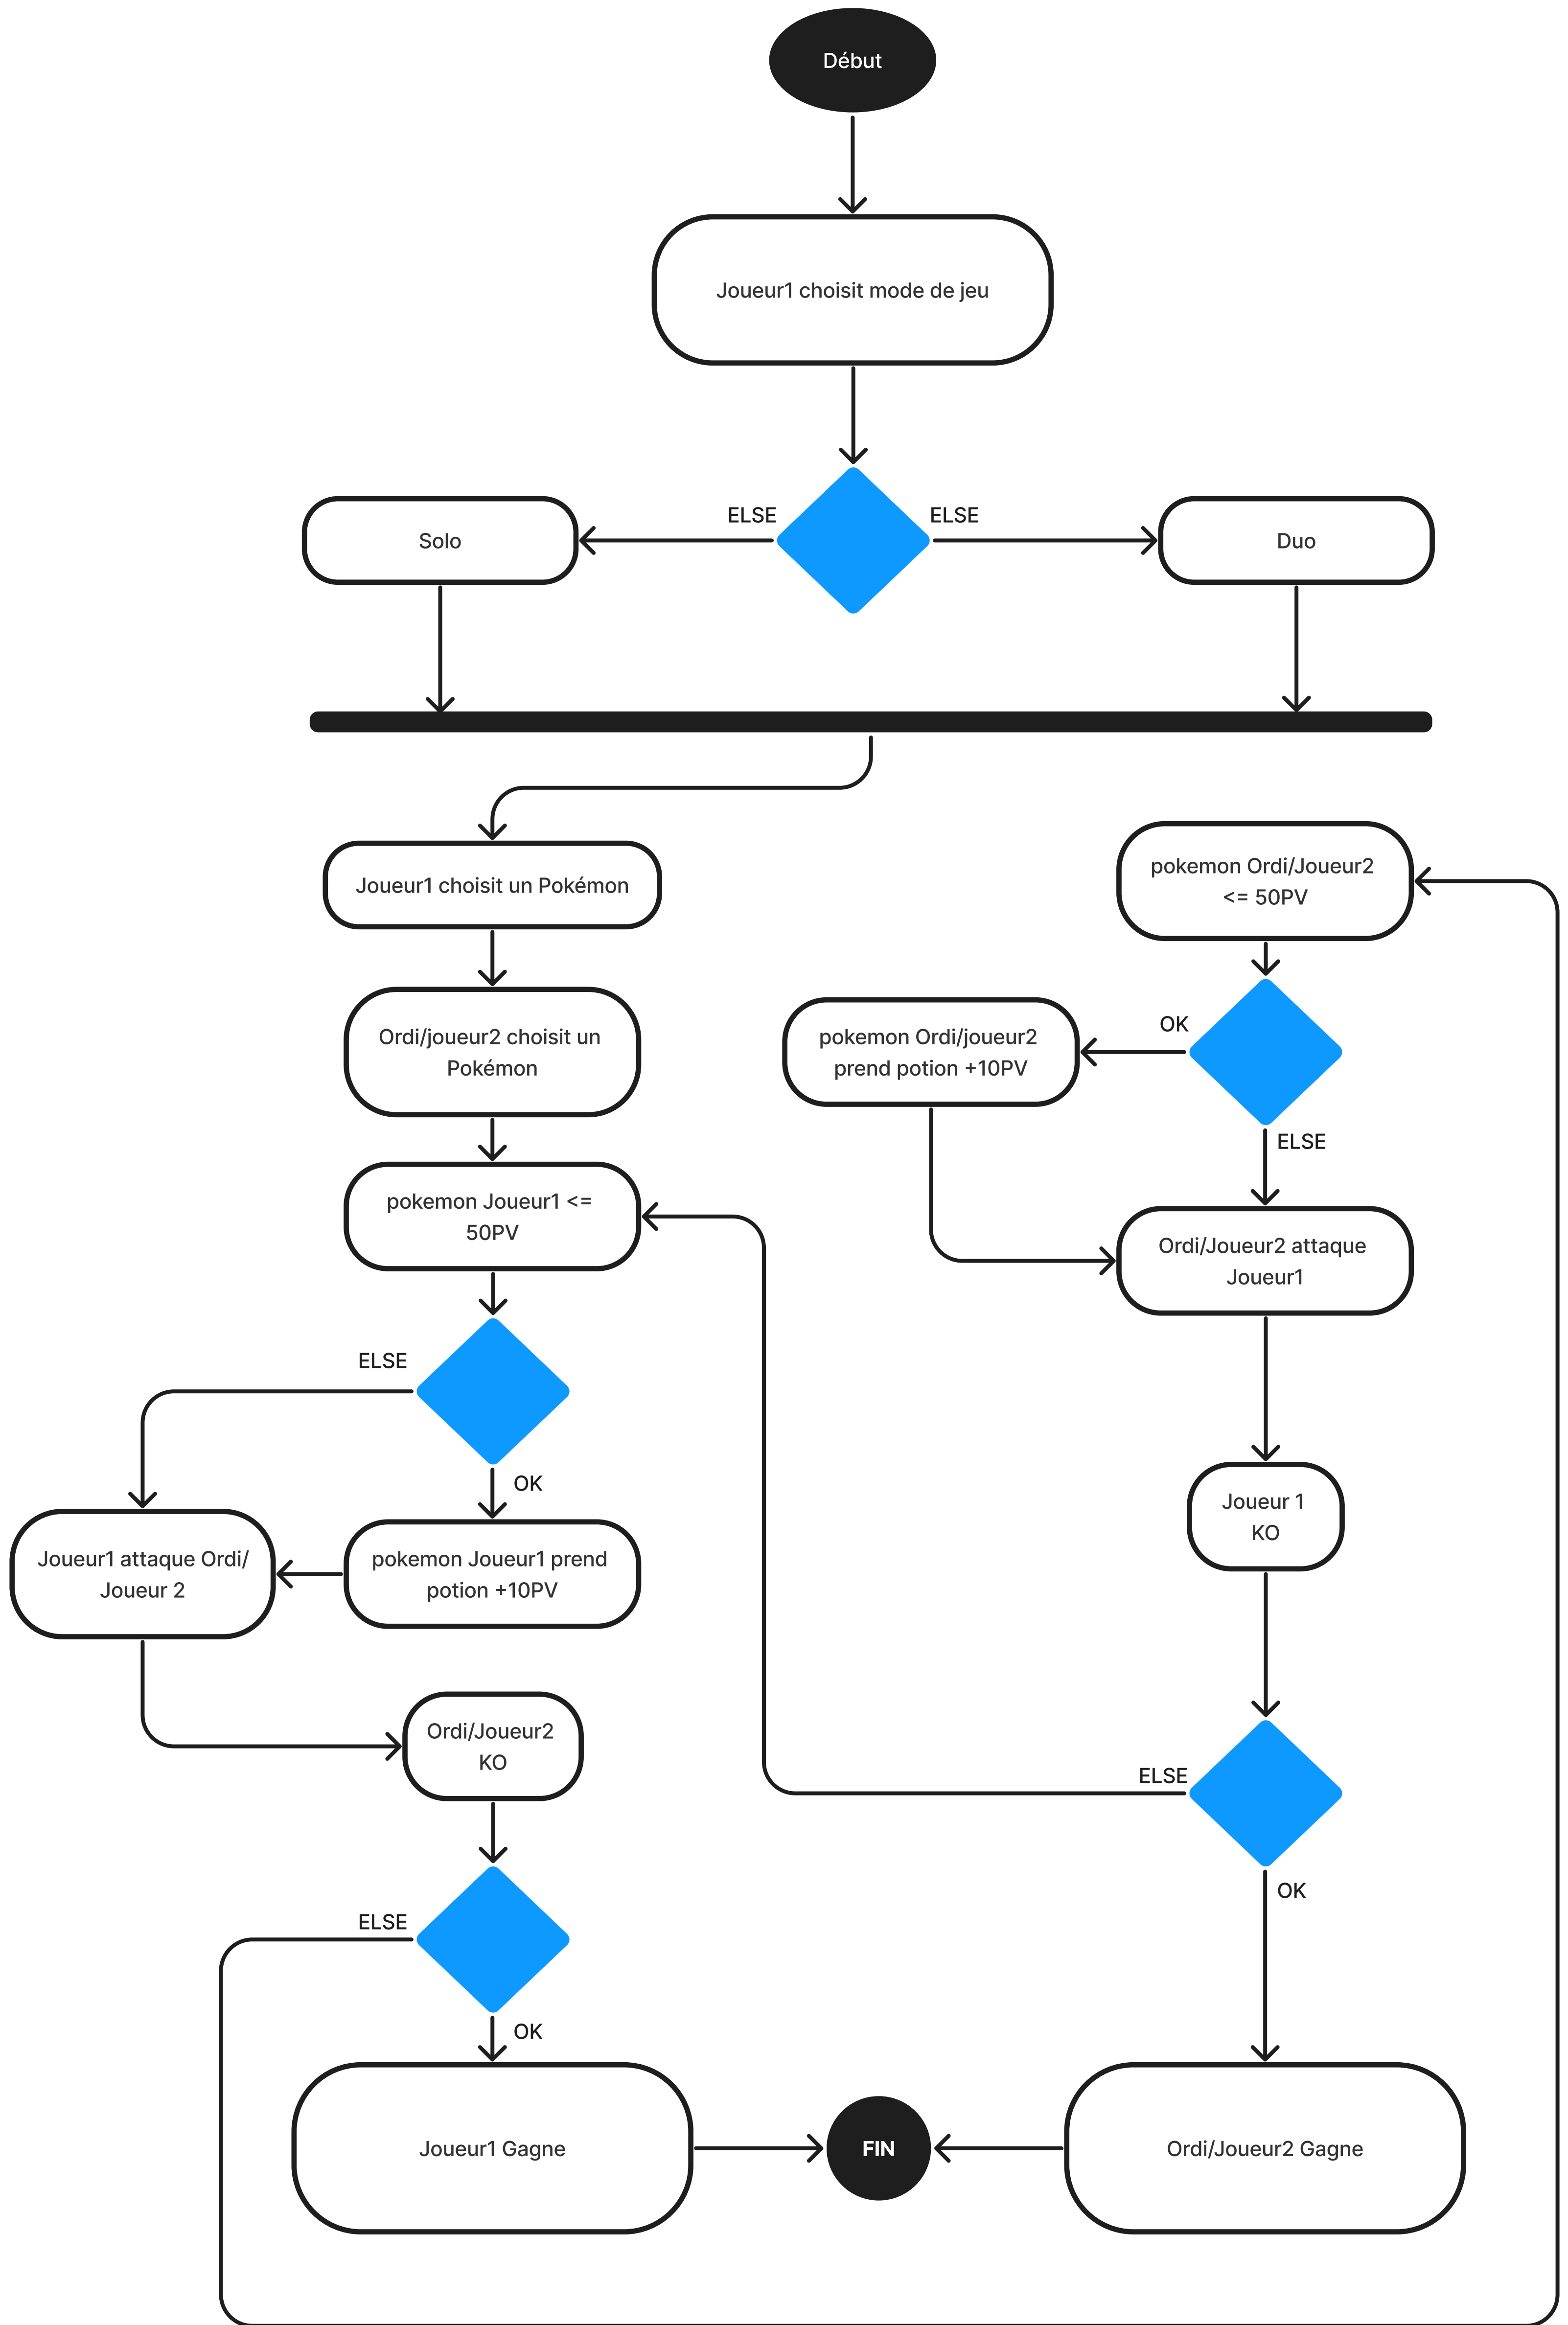 Début
Joueur1 choisit mode de jeu
ELSE
ELSE
Solo
Duo
Joueur1 choisit un Pokémon
Ordi/joueur2 choisit un
Pokémon
pokemon Joueur1 <=
50PV
ELSE
OK
Joueur1 attaque Ordi/
Joueur 2
pokemon Joueur1 prend
potion +10PV
Ordi/Joueur2
KO
ELSE
OK
Joueur1 Gagne
FIN
pokemon Ordi/Joueur2
<= 50PV
OK
pokemon Ordi/joueur2
prend potion +10PV
ELSE
Ordi/Joueur2 attaque
Joueur1
Joueur 1
KO
ELSE
OK
Ordi/Joueur2 Gagne